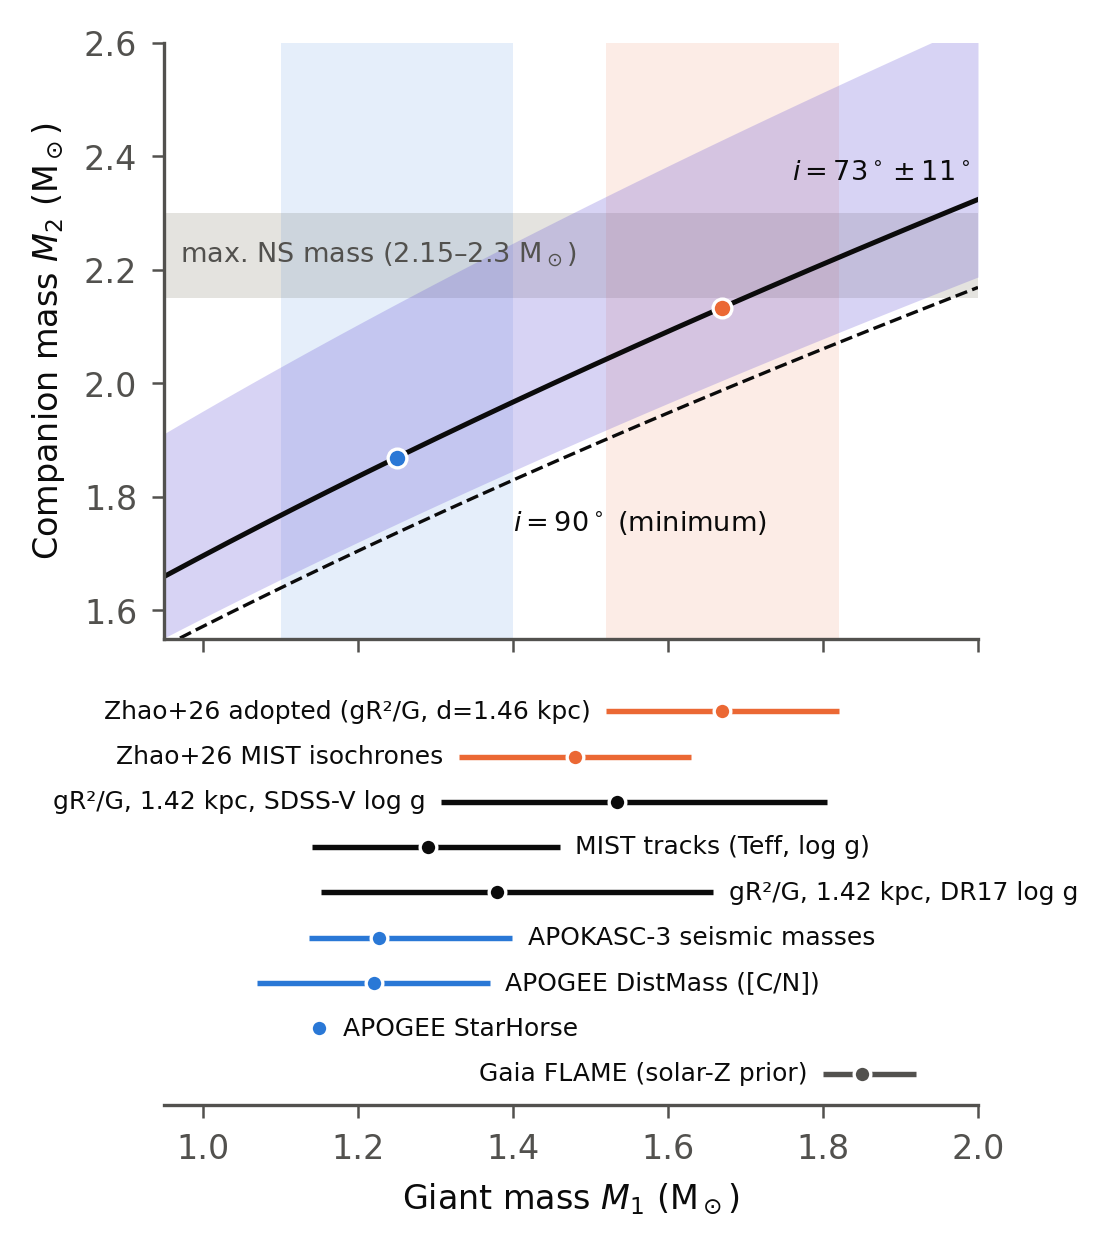 2.6
2.4
2.2
2.0
1.8
1.6
Companion mass M₂ (M⊙)
i = 73° ± 11°
max. NS mass (2.15–2.3 M⊙)
i = 90° (minimum)
Zhao+26 adopted (gR²/G, d=1.46 kpc)
Zhao+26 MIST isochrones
gR²/G, 1.42 kpc, SDSS-V log g
MIST tracks (Teff, log g)
gR²/G, 1.42 kpc, DR17 log g
APOKASC-3 seismic masses
APOGEE DistMass ([C/N])
APOGEE StarHorse
Gaia FLAME (solar-Z prior)
1.0 1.2 1.4 1.6 1.8 2.0
Giant mass M₁ (M⊙)